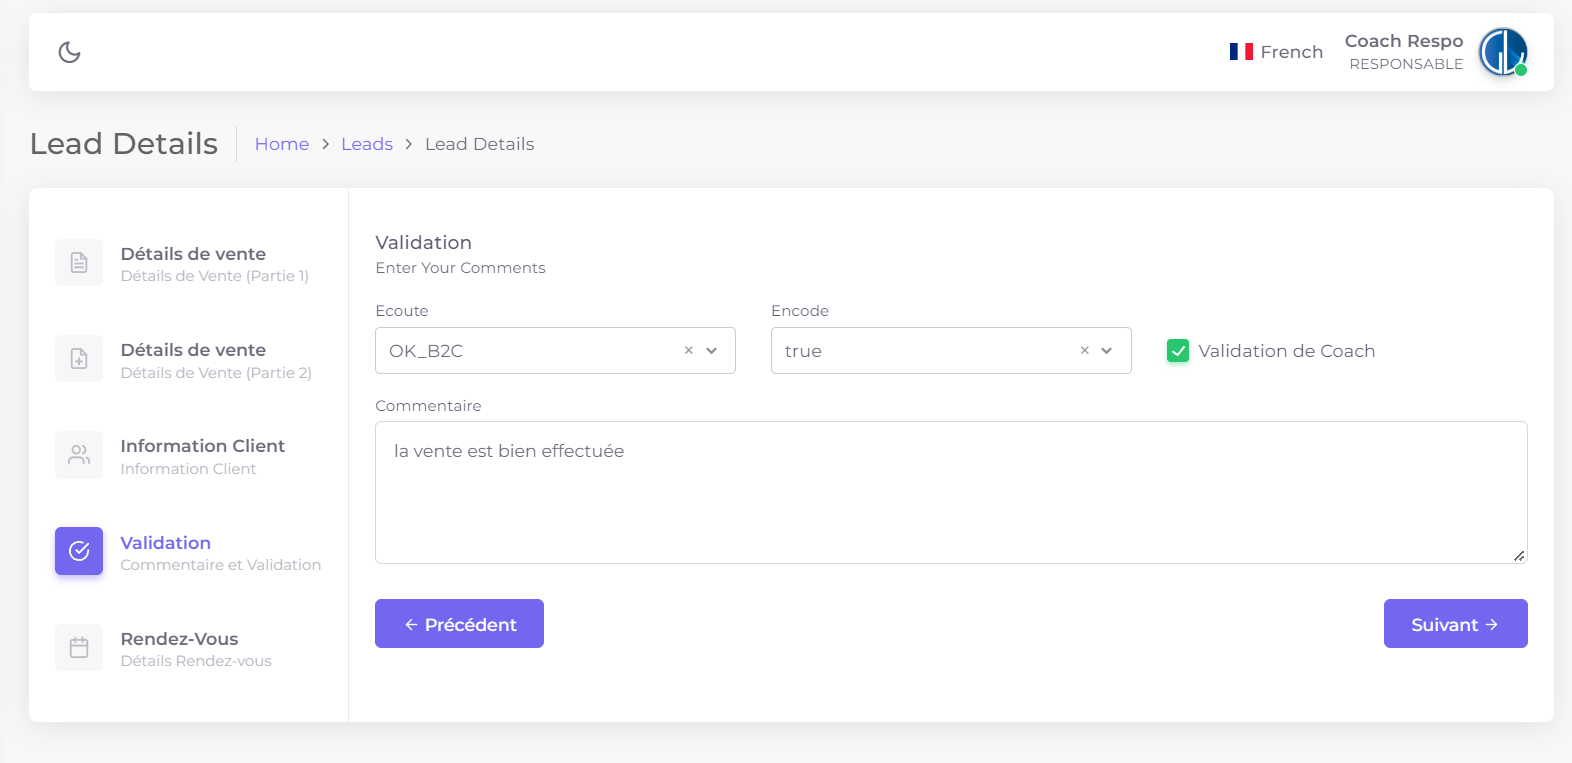 French
Coach Respo
RESPONSABLE
Lead Details
Home > Leads > Lead Details
Détails de vente
Détails de Vente (Partie 1)
Détails de vente
Détails de Vente (Partie 2)
Information Client
Information Client
Validation
Commentaire et Validation
Rendez-Vous
Détails Rendez-vous
Validation
Enter Your Comments
Ecoute
OK_B2C
Encode
true
Validation de Coach
Commentaire
la vente est bien effectuée
← Précédent
Suivant →